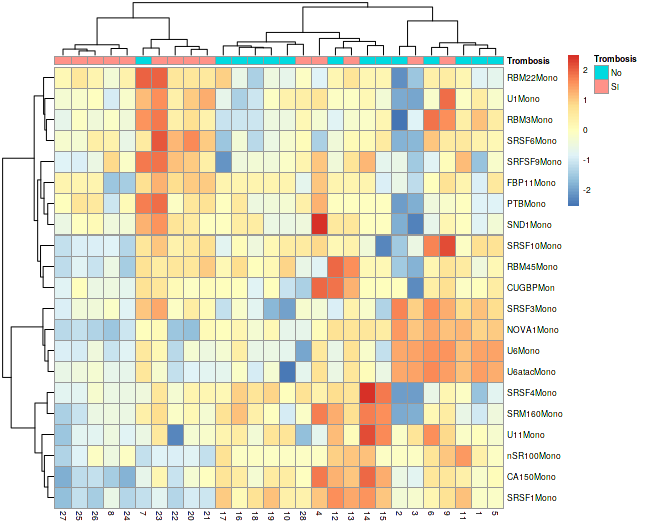 Trombosis
RBM22Mono
U1Mono
RBM3Mono
SRSF6Mono
SRFSF9Mono
FBP11Mono
PTBMono
SND1Mono
SRSF10Mono
RBM45Mono
CUGBPMon
SRSF3Mono
NOVA1Mono
U6Mono
U6atacMono
SRSF4Mono
SRM160Mono
U11Mono
nSR100Mono
CA150Mono
SRSF1Mono
27 25 26 8 24 7 23 22 20 21 17 16 18 19 10 28 4 12 13 14 15 2 3 6 9 11 1 5
2
1
0
-1
-2
Trombosis
No
SI